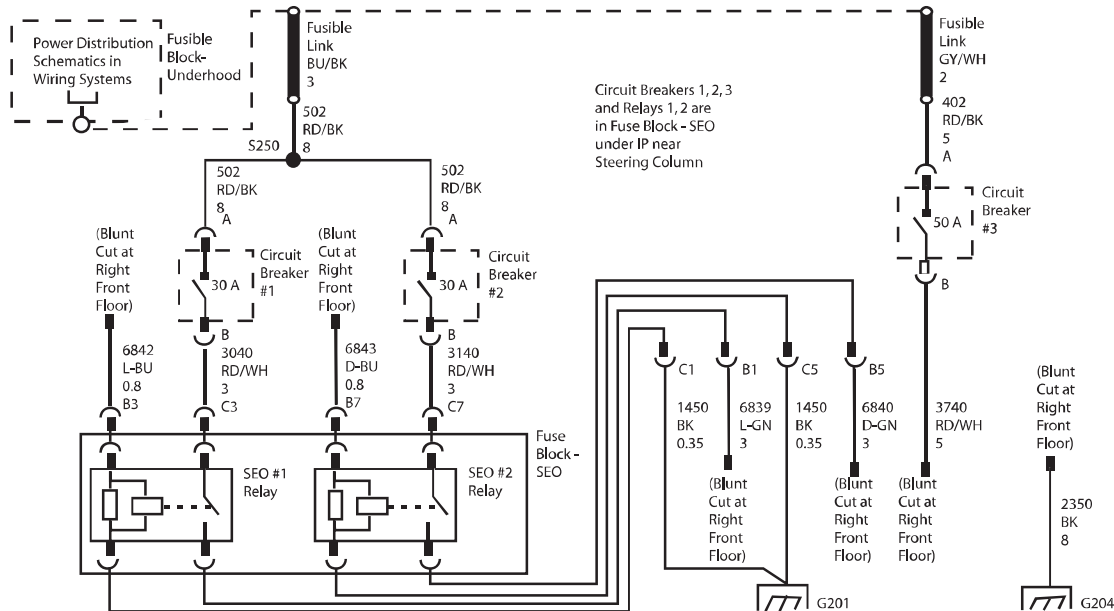 Power Distribution
Schematics in
Wiring Systems
Fusible
Block-
Underhood
Fusible
Link
BU/BK
3
502
RD/BK
8
S250
502
RD/BK
8
A
502
RD/BK
8
A
Circuit Breakers 1, 2, 3
and Relays 1, 2 are
in Fuse Block - SEO
under IP near
Steering Column
Fusible
Link
GY/WH
2
402
RD/BK
5
A
50 A
Circuit
Breaker
#3
B
(Blunt
Cut at
Right
Front
Floor)
30 A
Circuit
Breaker
#1
B
(Blunt
Cut at
Right
Front
Floor)
30 A
Circuit
Breaker
#2
B
6842
L-BU
0.8
B3
3040
RD/WH
3
C3
6843
D-BU
0.8
B7
3140
RD/WH
3
C7
Fuse
Block -
SEO
SEO #1
Relay
SEO #2
Relay
C1
B1
C5
B5
1450
BK
0.35
6839
L-GN
3
1450
BK
0.35
6840
D-GN
3
3740
RD/WH
5
(Blunt
Cut at
Right
Front
Floor)
(Blunt
Cut at
Right
Front
Floor)
(Blunt
Cut at
Right
Front
Floor)
(Blunt
Cut at
Right
Front
Floor)
2350
BK
8
G201
G204